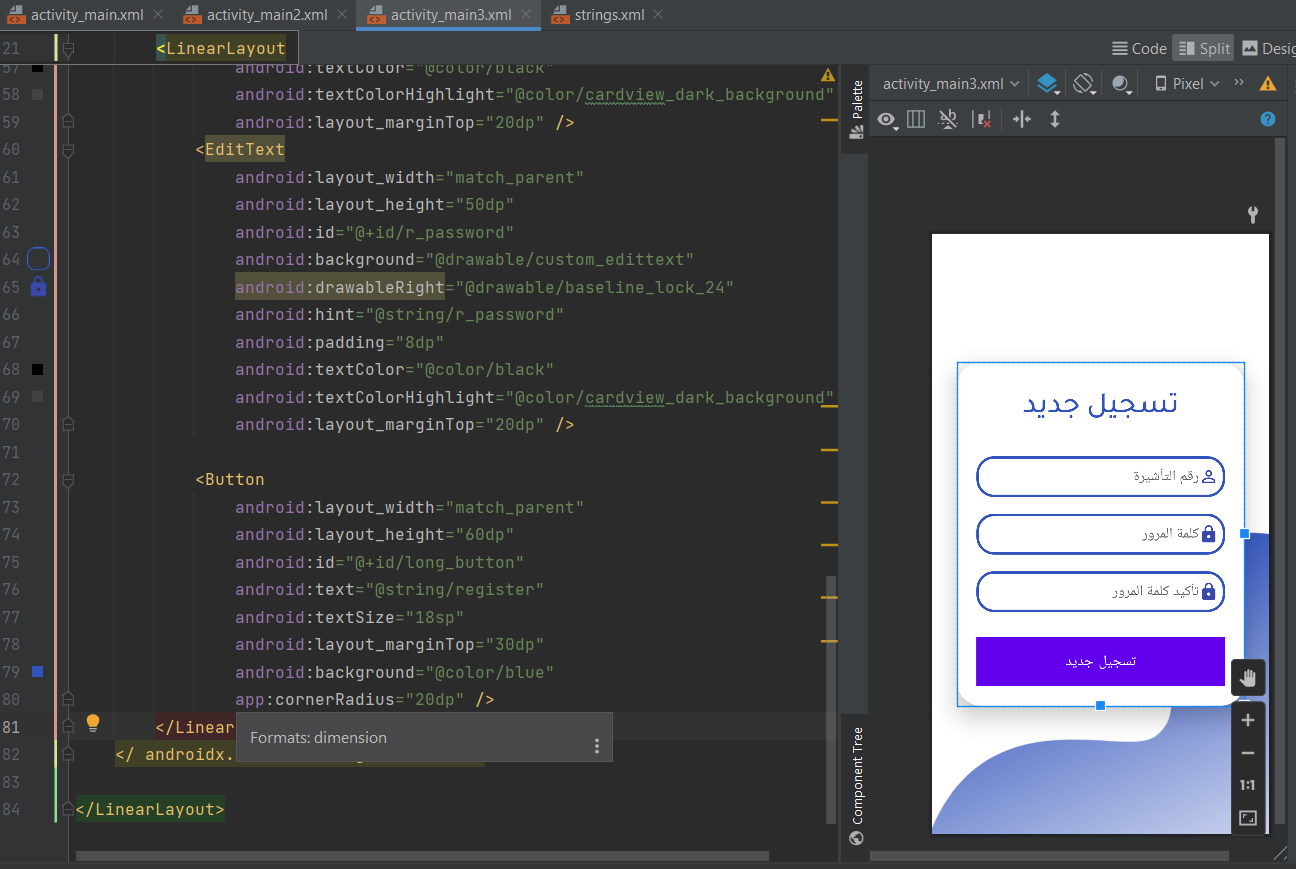 activity_main.xml
activity_main2.xml
activity_main3.xml
strings.xml
21 <LinearLayout
Code
Split
57 android:textColor="@color/black"
58 android:textColorHighlight="@color/cardview_dark_background"
59 android:layout_marginTop="20dp" />
60 <EditText
61 android:layout_width="match_parent"
62 android:layout_height="50dp"
63 android:id="@+id/r_password"
64 android:background="@drawable/custom_edittext"
65 android:drawableRight="@drawable/baseline_lock_24"
66 android:hint="@string/r_password"
67 android:padding="8dp"
68 android:textColor="@color/black"
69 android:textColorHighlight="@color/cardview_dark_background"
70 android:layout_marginTop="20dp" />
71
72 <Button
73 android:layout_width="match_parent"
74 android:layout_height="60dp"
75 android:id="@+id/long_button"
76 android:text="@string/register"
77 android:textSize="18sp"
78 android:layout_marginTop="30dp"
79 android:background="@color/blue"
80 app:cornerRadius="20dp" />
81 </Linear
Formats: dimension
82 </ androidx.
83
84 </LinearLayout>
Palette
Component Tree
activity_main3.xml
Pixel
تسجيل جديد
رقم التأشيرة
كلمة المرور
تأكيد كلمة المرور
تسجيل جديد
1:1